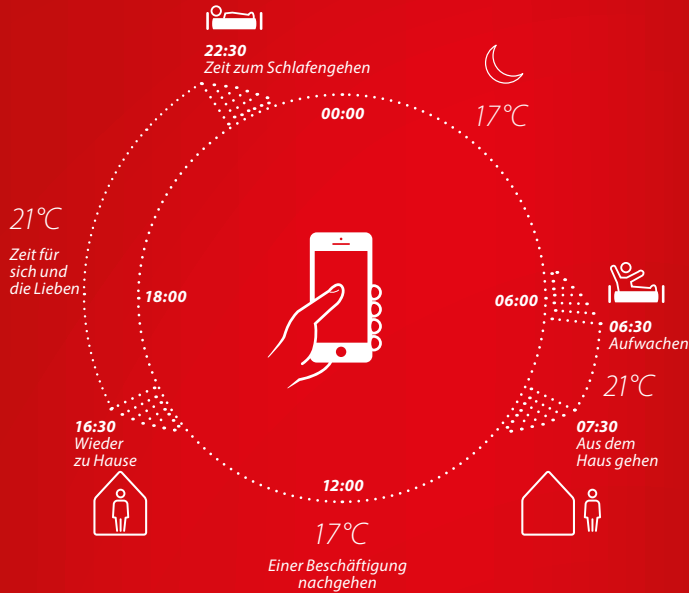 22:30
Zeit zum Schlafengehen
00:00
17°C
21°C
Zeit für
sich und
die Lieben
18:00
06:00
06:30
Aufwachen
21°C
16:30
Wieder
zu Hause
07:30
Aus dem
Haus gehen
12:00
17°C
Einer Beschäftigung
nachgehen